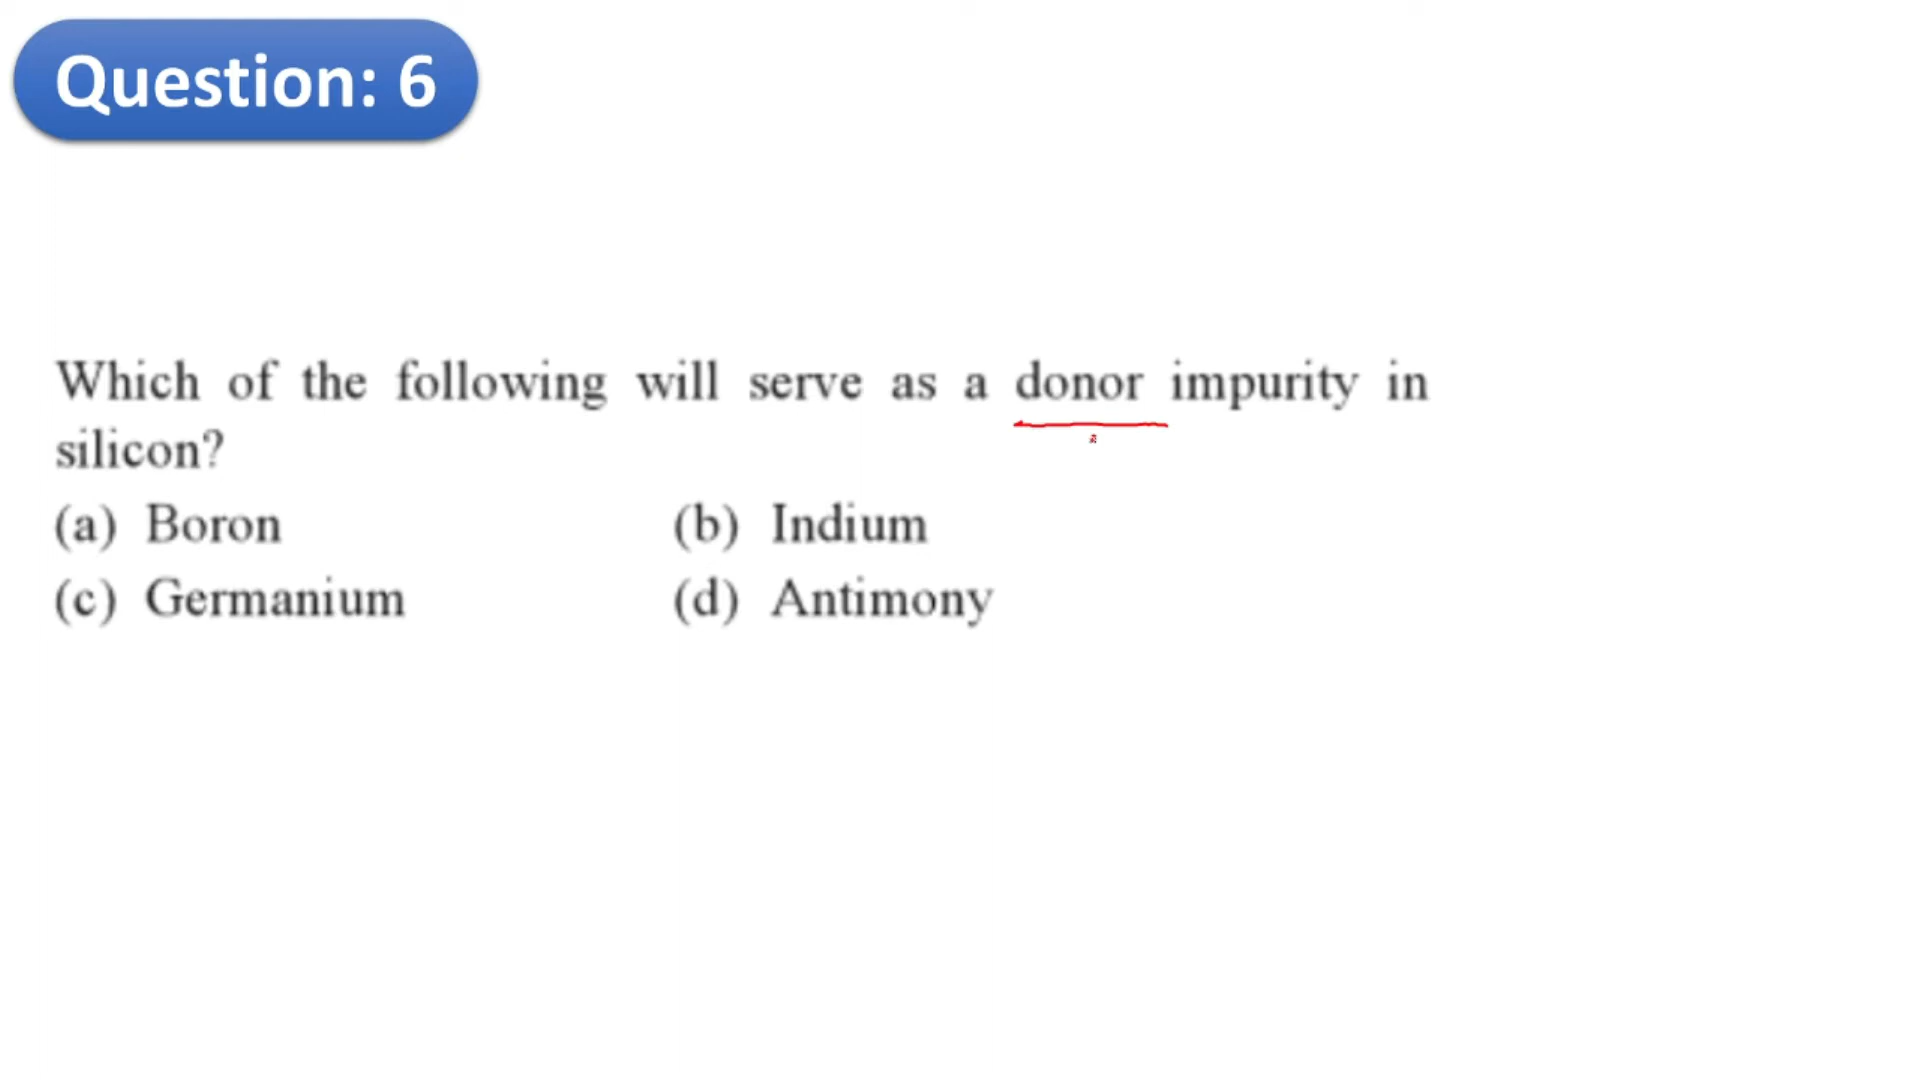 Question: 6
Which of the following will serve as a donor impurity in
silicon?
(a) Boron (b) Indium
(c) Germanium (d) Antimony